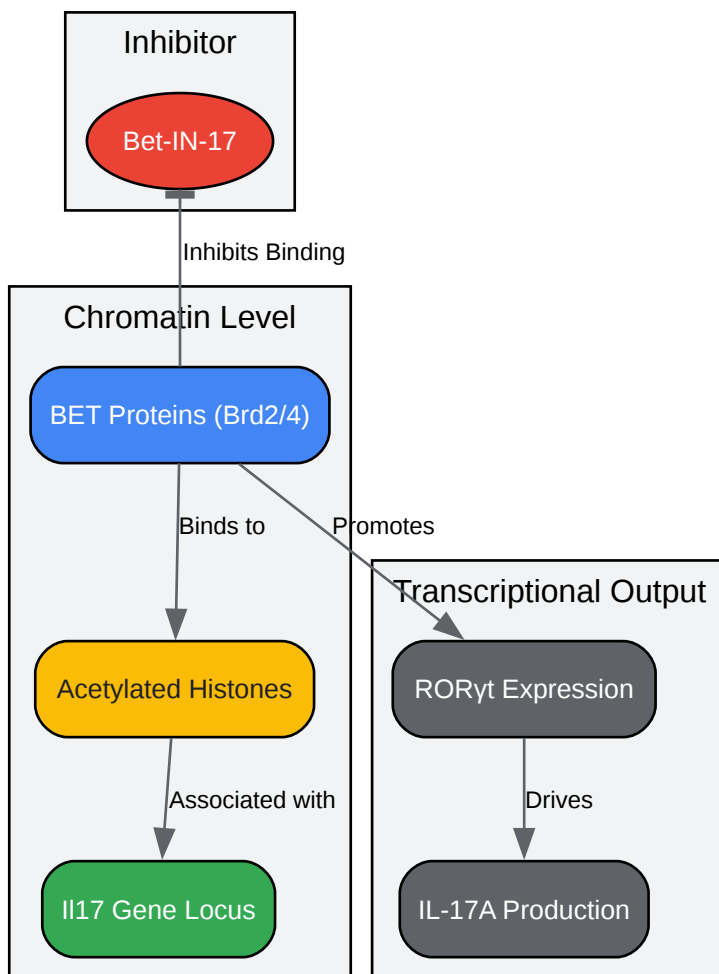 Inhibitor
Bet-IN-17
Inhibits Binding
Chromatin Level
BET Proteins (Brd2/4)
Binds to
Promotes
Transcriptional Output
Acetylated Histones
RORγt Expression
Associated with
Drives
Il17 Gene Locus
IL-17A Production